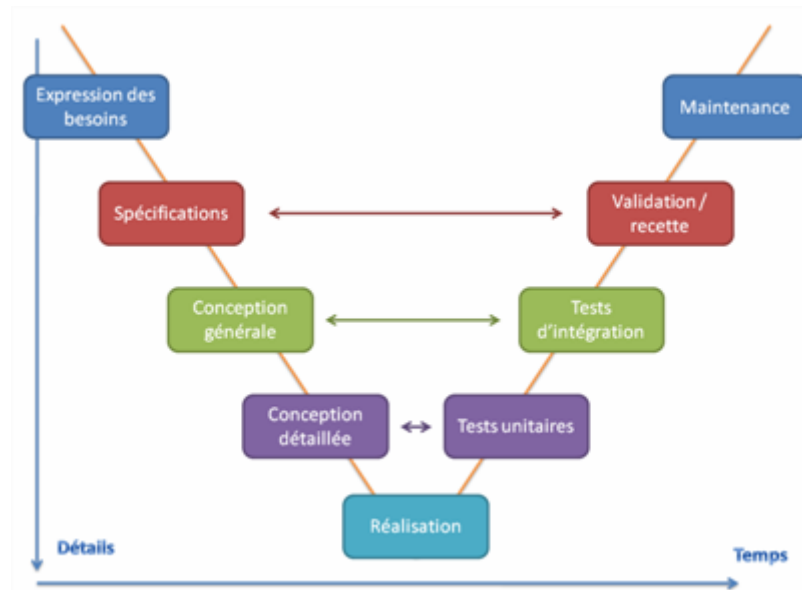 Expression des
besoins
Maintenance
Spécifications
Validation /
recette
Conception
générale
Tests
d'intégration
Conception
détaillée
Tests unitaires
Réalisation
Détails
Temps